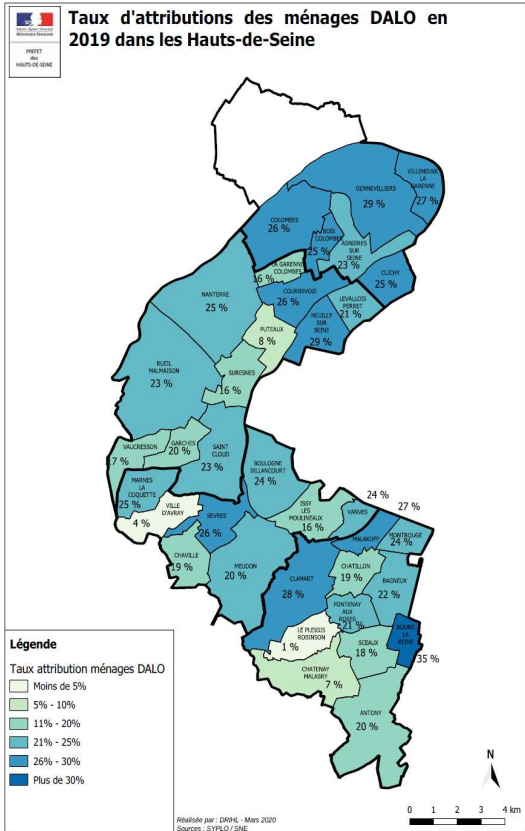 Taux d'attributions des ménages DALO en
2019 dans les Hauts-de-Seine
PREFET
des
HAUTS-DE-SEINE
VILLENEUVE
LA
GARENNE
27 %
GENNEVILLIERS
29 %
COLOMBES
26 %
BOIS
COLOMBES
25 %
ASNIERES
SUR
SEINE
23 %
LA GARENNE
COLOMBES
16 %
CLICHY
25 %
COURBEVOIE
26 %
LEVALLOIS
PERRET
21 %
NANTERRE
25 %
NEUILLY
SUR
SEINE
29 %
PUTEAUX
8 %
RUEIL
MALMAISON
23 %
SURESNES
16 %
VAUCRESSON
17 %
GARCHES
20 %
SAINT
CLOUD
23 %
BOULOGNE
BILLANCOURT
24 %
MARNES
LA
COQUETTE
25 %
VILLE
D'AVRAY
4 %
SEVRES
26 %
ISSY
LES
MOULINEAUX
16 %
VANVES
24 %
27 %
MALAKOFF
MONTROUGE
24 %
CHAVILLE
19 %
MEUDON
20 %
CLAMART
28 %
CHATILLON
19 %
BAGNEUX
22 %
FONTENAY
AUX
ROSES
21 %
BOURG
LA
REINE
35 %
LE PLESSIS
ROBINSON
1 %
SCEAUX
18 %
CHATENAY
MALABRY
7 %
ANTONY
20 %
Légende
Taux attribution ménages DALO
Moins de 5%
5% - 10%
11% - 20%
21% - 25%
26% - 30%
Plus de 30%
N
0 1 2 3 4 km
Réalisée par : DRIHL - Mars 2020
Sources : SYPLO / SNE